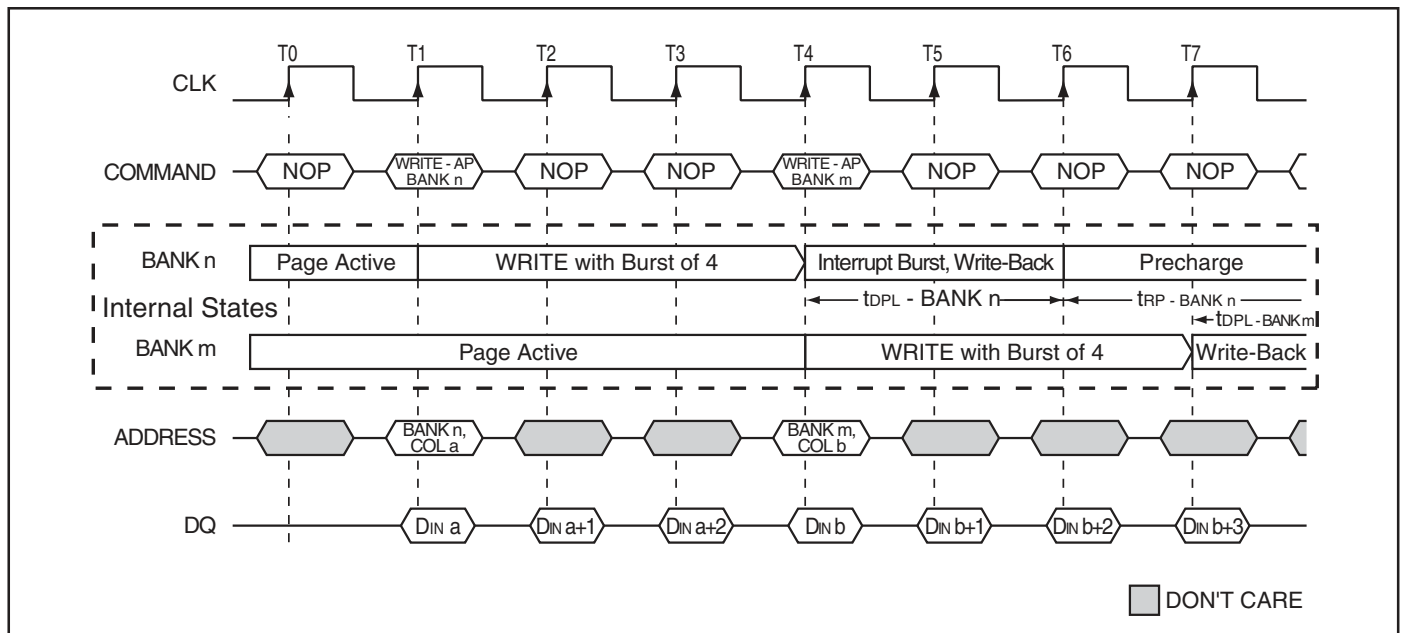 T0 T1 T2 T3 T4 T5 T6 T7
CLK
COMMAND NOP WRITE - AP BANK n NOP NOP WRITE - AP BANK m NOP NOP NOP
BANK n Page Active WRITE with Burst of 4 Interrupt Burst, Write-Back Precharge
tDPL - BANK n tRP - BANK n
Internal States
tDPL - BANK m
BANK m Page Active WRITE with Burst of 4 Write-Back
ADDRESS BANK n, COL a BANK m, COL b
DQ DIN a DIN a+1 DIN a+2 DIN b DIN b+1 DIN b+2 DIN b+3
DON'T CARE